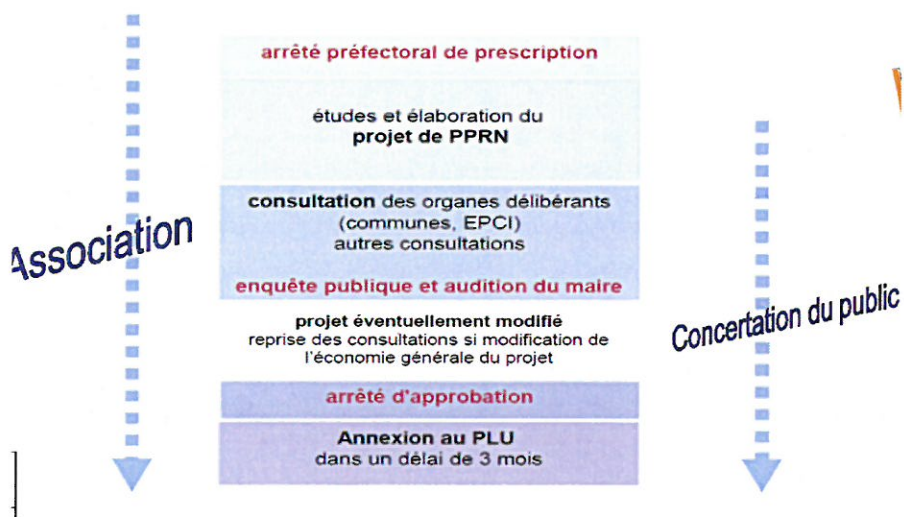 arrêté préfectoral de prescription
études et élaboration du
projet de PPRN
consultation des organes délibérants
(communes, EPCI)
autres consultations
Association
enquête publique et audition du maire
Concertation du public
projet éventuellement modifié
reprise des consultations si modification de
l'économie générale du projet
arrêté d'approbation
Annexion au PLU
dans un délai de 3 mois